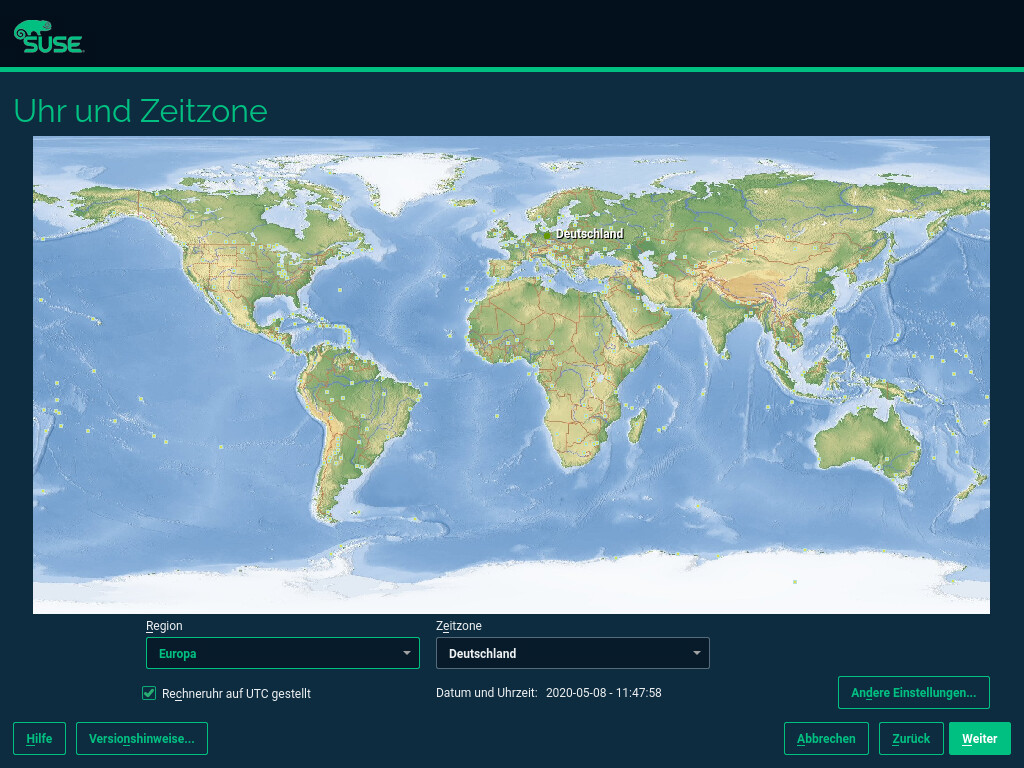 SUSE
Uhr und Zeitzone
Deutschland
Region
Zeitzone
Europa
Deutschland
Rechneruhr auf UTC gestellt
Datum und Uhrzeit: 2020-05-08 - 11:47:58
Andere Einstellungen...
Hilfe
Versionshinweise...
Abbrechen
Zurück
Weiter